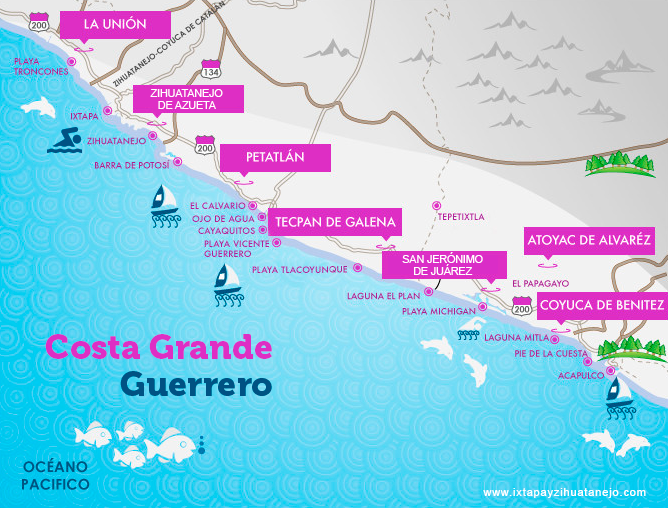 200
LA UNIÓN
PLAYA
TRONCONES
ZIHUATANEJO-COYUCA DE CATALÁN
134
IXTAPA
ZIHUATANEJO
DE AZUETA
ZIHUATANEJO
200
BARRA DE POTOSÍ
PETATLÁN
EL CALVARIO
OJO DE AGUA
CAYAQUITOS
PLAYA VICENTE
GUERRERO
TECPAN DE GALENA
TEPETIXTLA
PLAYA TLACOYUNQUE
SAN JERÓNIMO
DE JUÁREZ
ATOYAC DE ALVARÉZ
EL PAPAGAYO
LAGUNA EL PLAN
PLAYA MICHIGAN
200
COYUCA DE BENITEZ
LAGUNA MITLA
PIE DE LA CUESTA
ACAPULCO
Costa Grande
Guerrero
OCÉANO
PACIFICO
www.ixtapayzihuatanejo.com